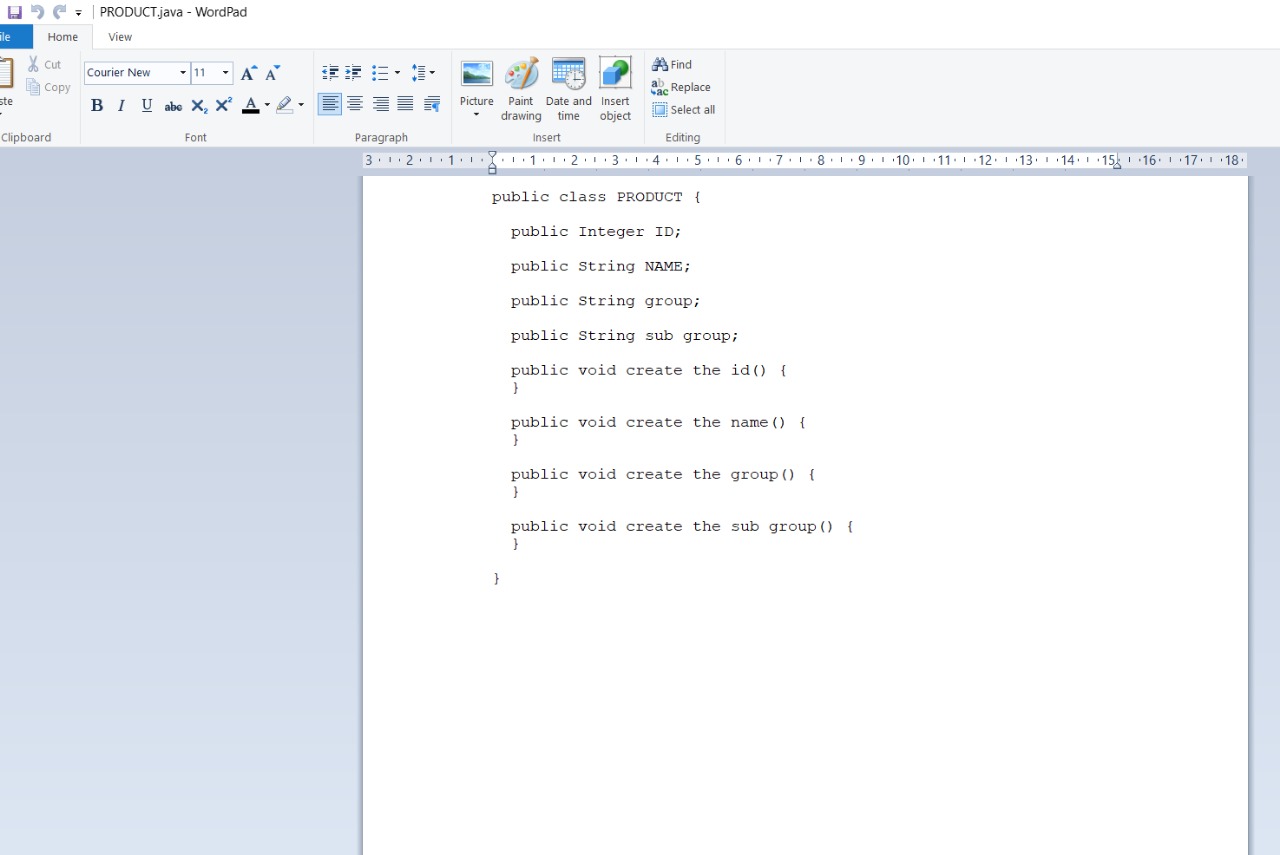 PRODUCT.java - WordPad
ile Home View
Cut
Copy
ste
Clipboard
Courier New 11
B I U abc X2 X2 A
Font
Paragraph
Picture
Paint drawing
Date and time
Insert object
Insert
Find
Replace
Select all
Editing
3 2 1 1 2 3 4 5 6 7 8 9 10 11 12 13 14 15 16 17 18
public class PRODUCT {
public Integer ID;
public String NAME;
public String group;
public String sub group;
public void create the id() {
}
public void create the name() {
}
public void create the group() {
}
public void create the sub group() {
}
}